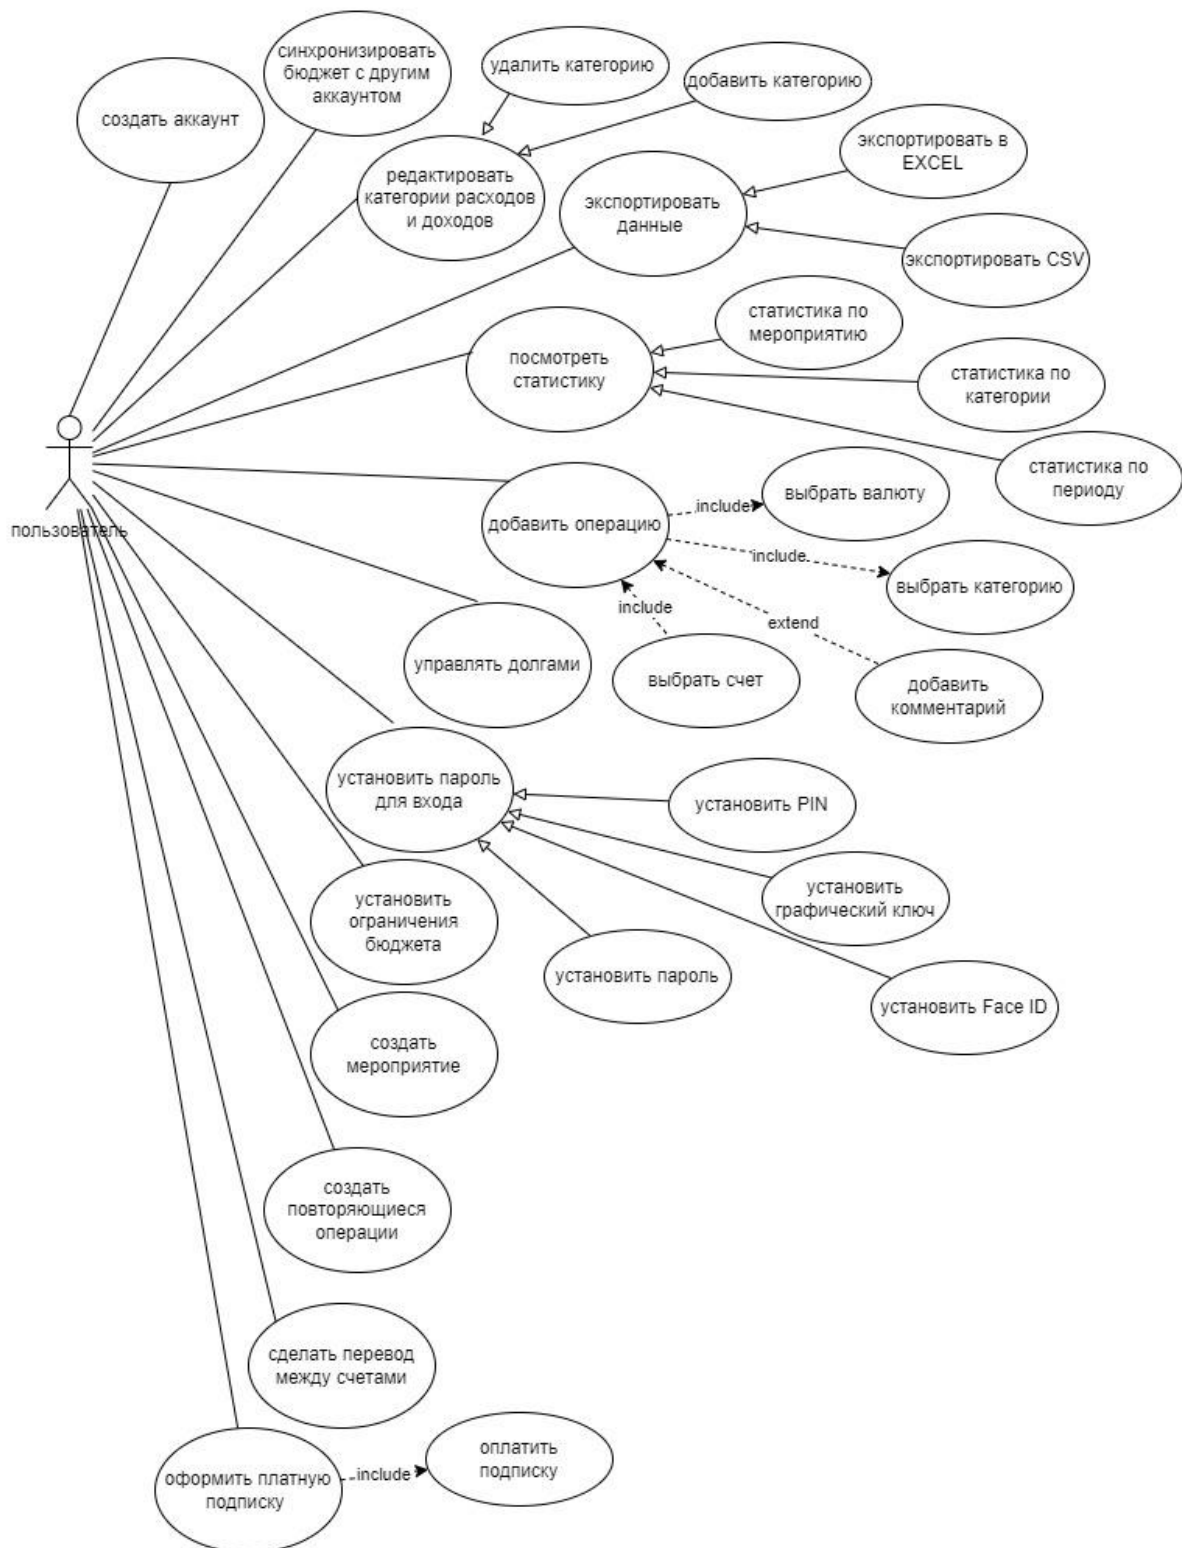 синхронизировать
бюджет с другим
аккаунтом
удалить категорию
добавить категорию
создать аккаунт
экспортировать в
EXCEL
редактировать
категории расходов
и доходов
экспортировать
данные
экспортировать CSV
статистика по
мероприятию
посмотреть
статистику
статистика по
категории
статистика по
периоду
пользователь
добавить операцию
include
выбрать валюту
include
выбрать категорию
include
extend
управлять долгами
выбрать счет
добавить
комментарий
установить пароль
для входа
установить PIN
установить
графический ключ
установить
ограничения
бюджета
установить пароль
установить Face ID
создать
мероприятие
создать
повторяющиеся
операции
сделать перевод
между счетами
оформить платную
подписку
include
оплатить
подписку